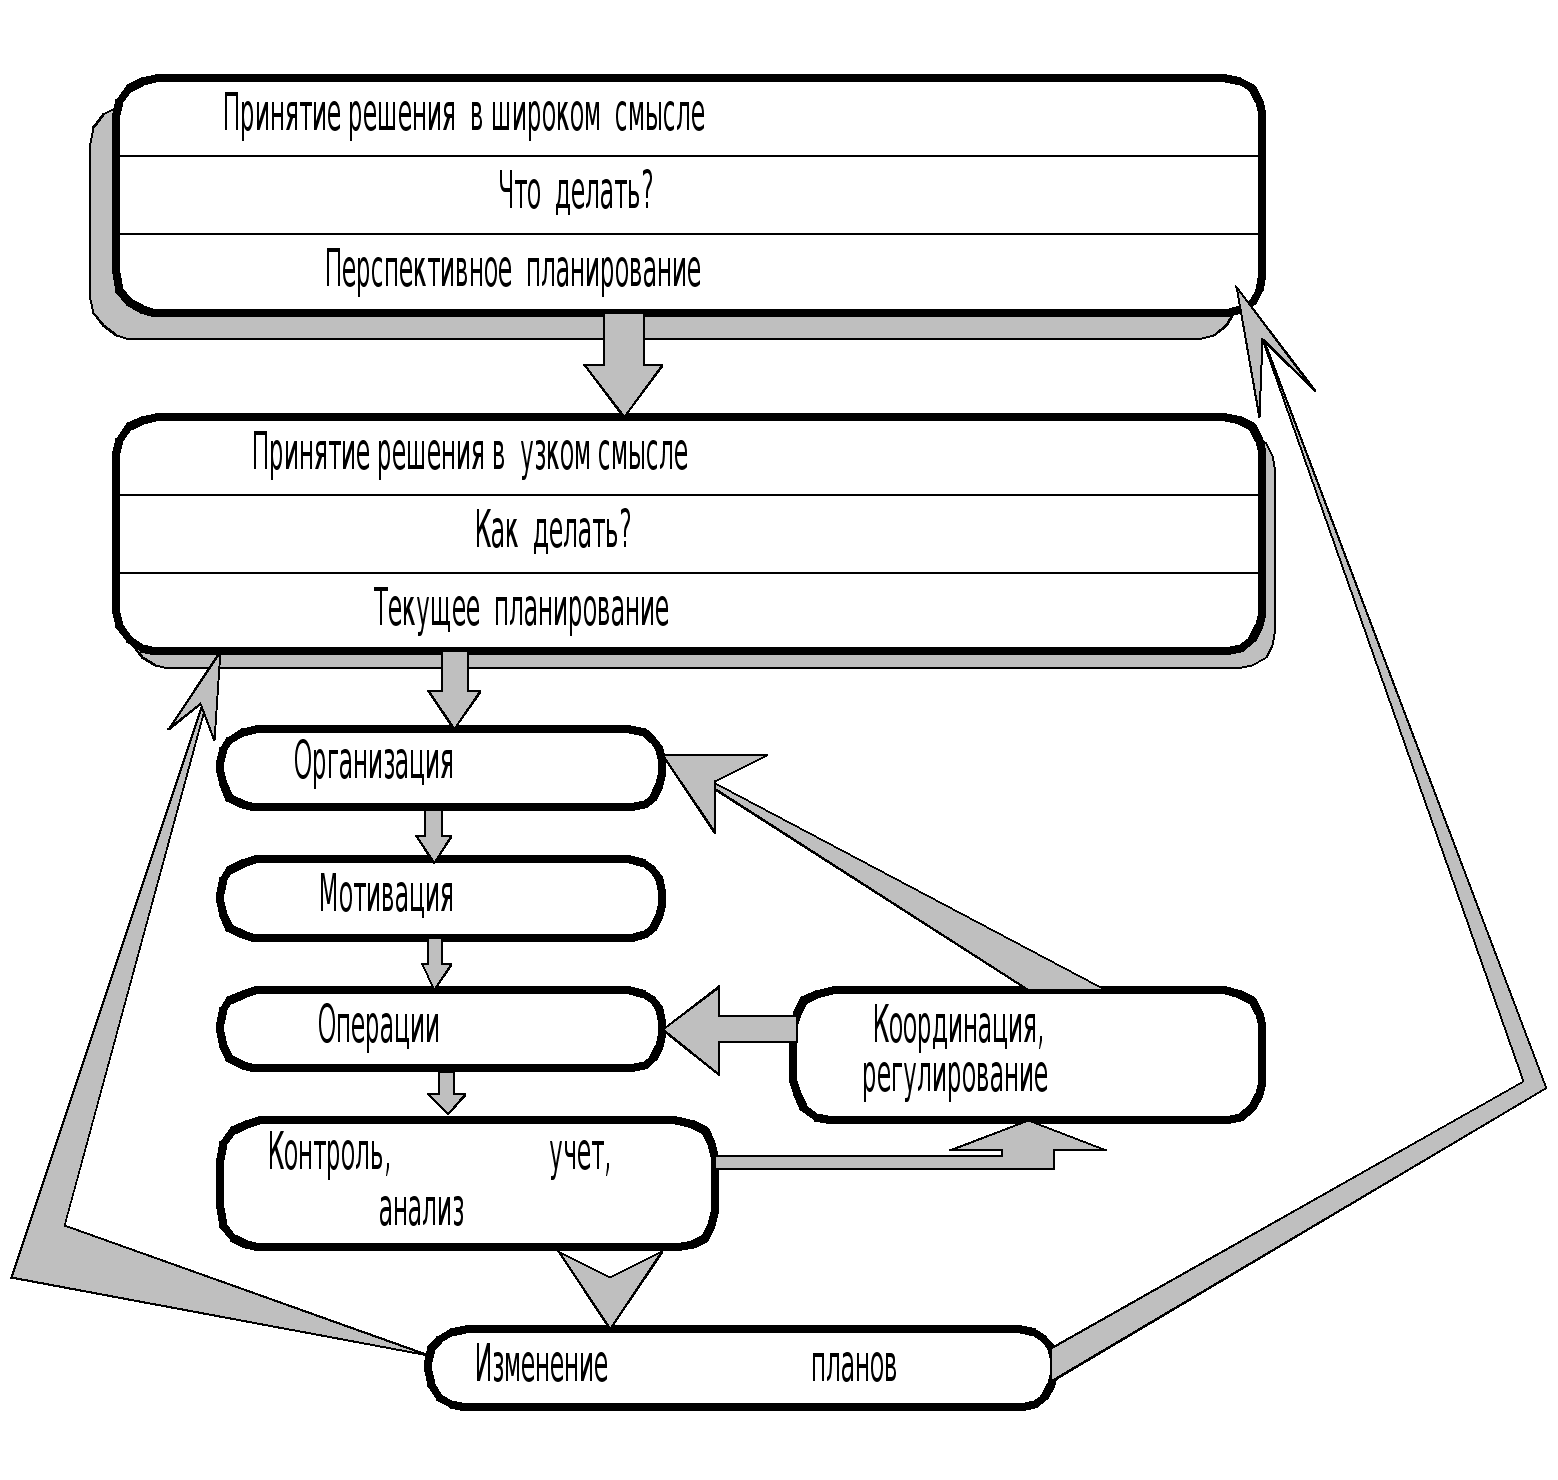 Принятие решения в широком смысле
Что делать?
Перспективное планирование
Принятие решения в узком смысле
Как делать?
Текущее планирование
Организация
Мотивация
Операции
Координация,
регулирование
Контроль, учет,
анализ
Изменение планов